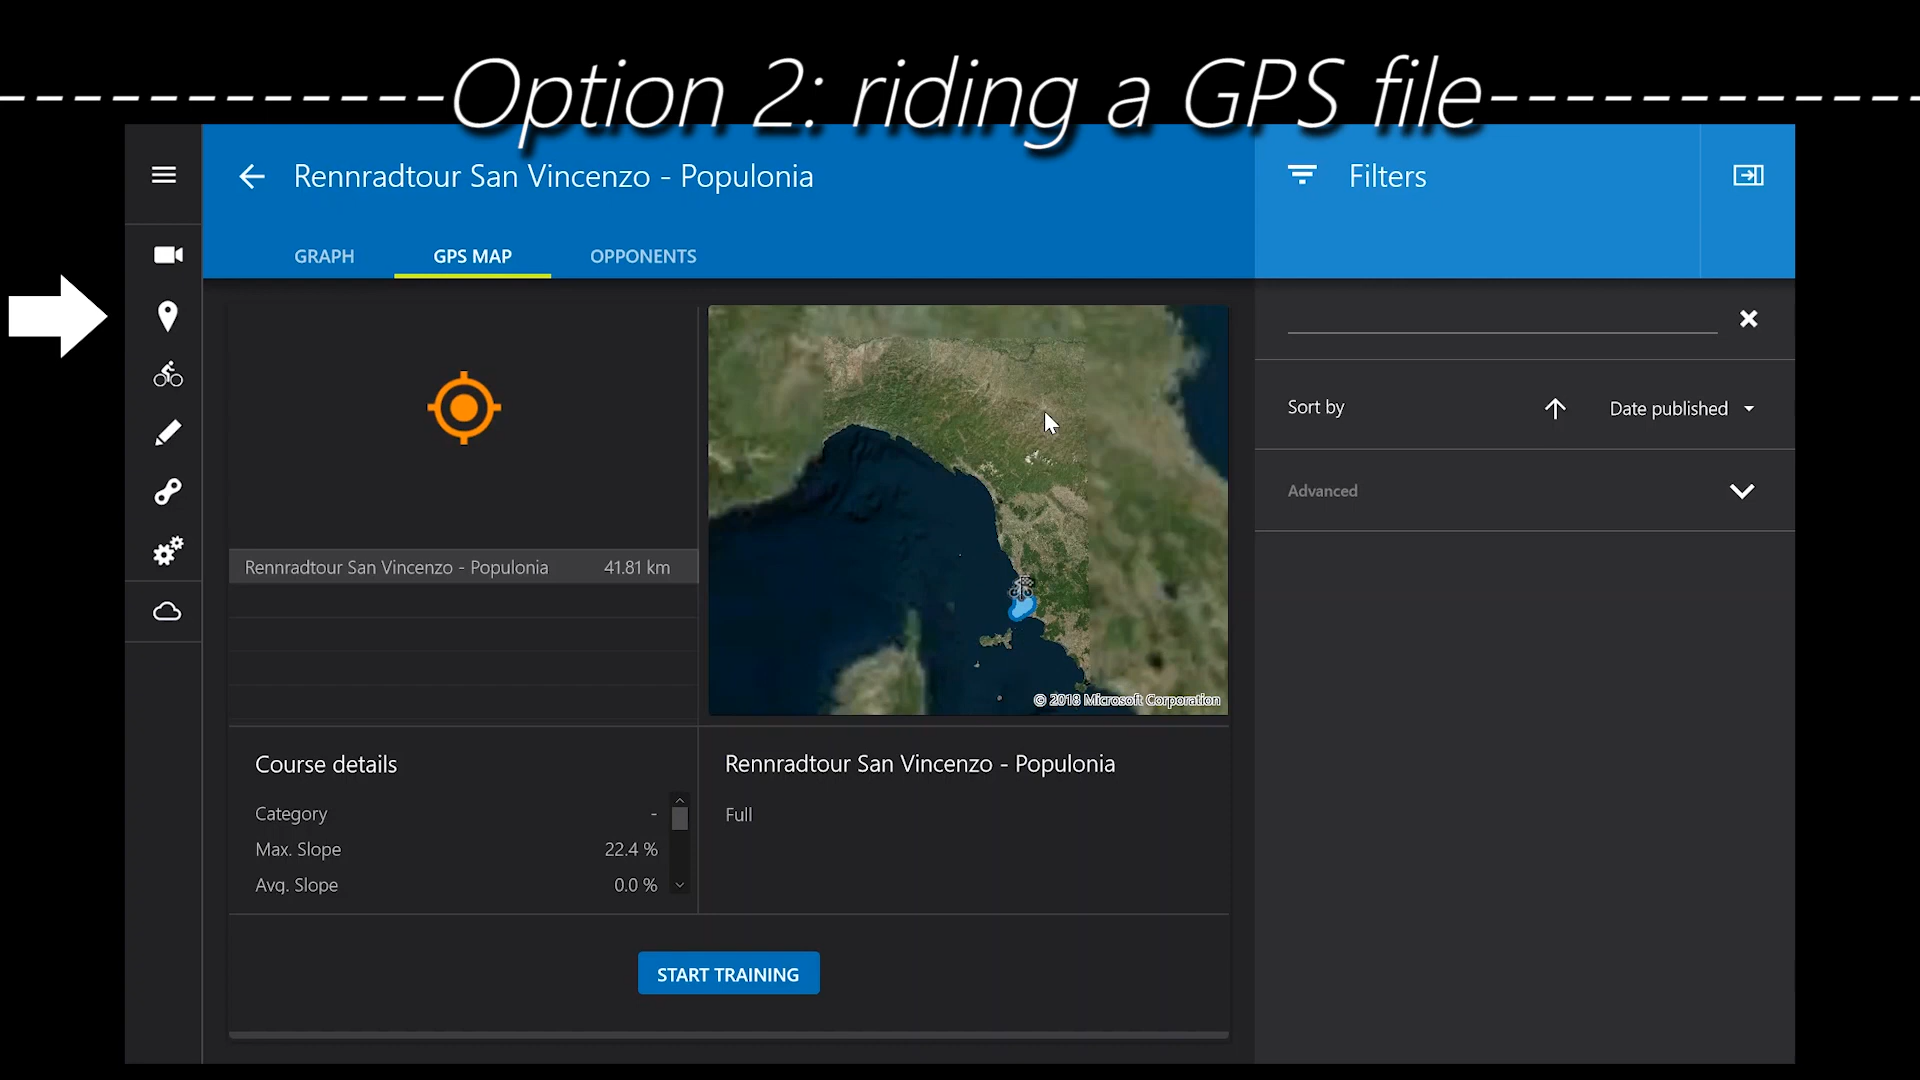 Option 2: riding a GPS file
Rennradtour San Vincenzo - Populonia
Filters
GRAPH
GPS MAP
OPPONENTS
Sort by
Date published
Advanced
Rennradtour San Vincenzo - Populonia 41.81 km
© 2018 Microsoft Corporation
Course details
Category -
Max. Slope 22.4 %
Avg. Slope 0.0 %
Rennradtour San Vincenzo - Populonia
Full
START TRAINING